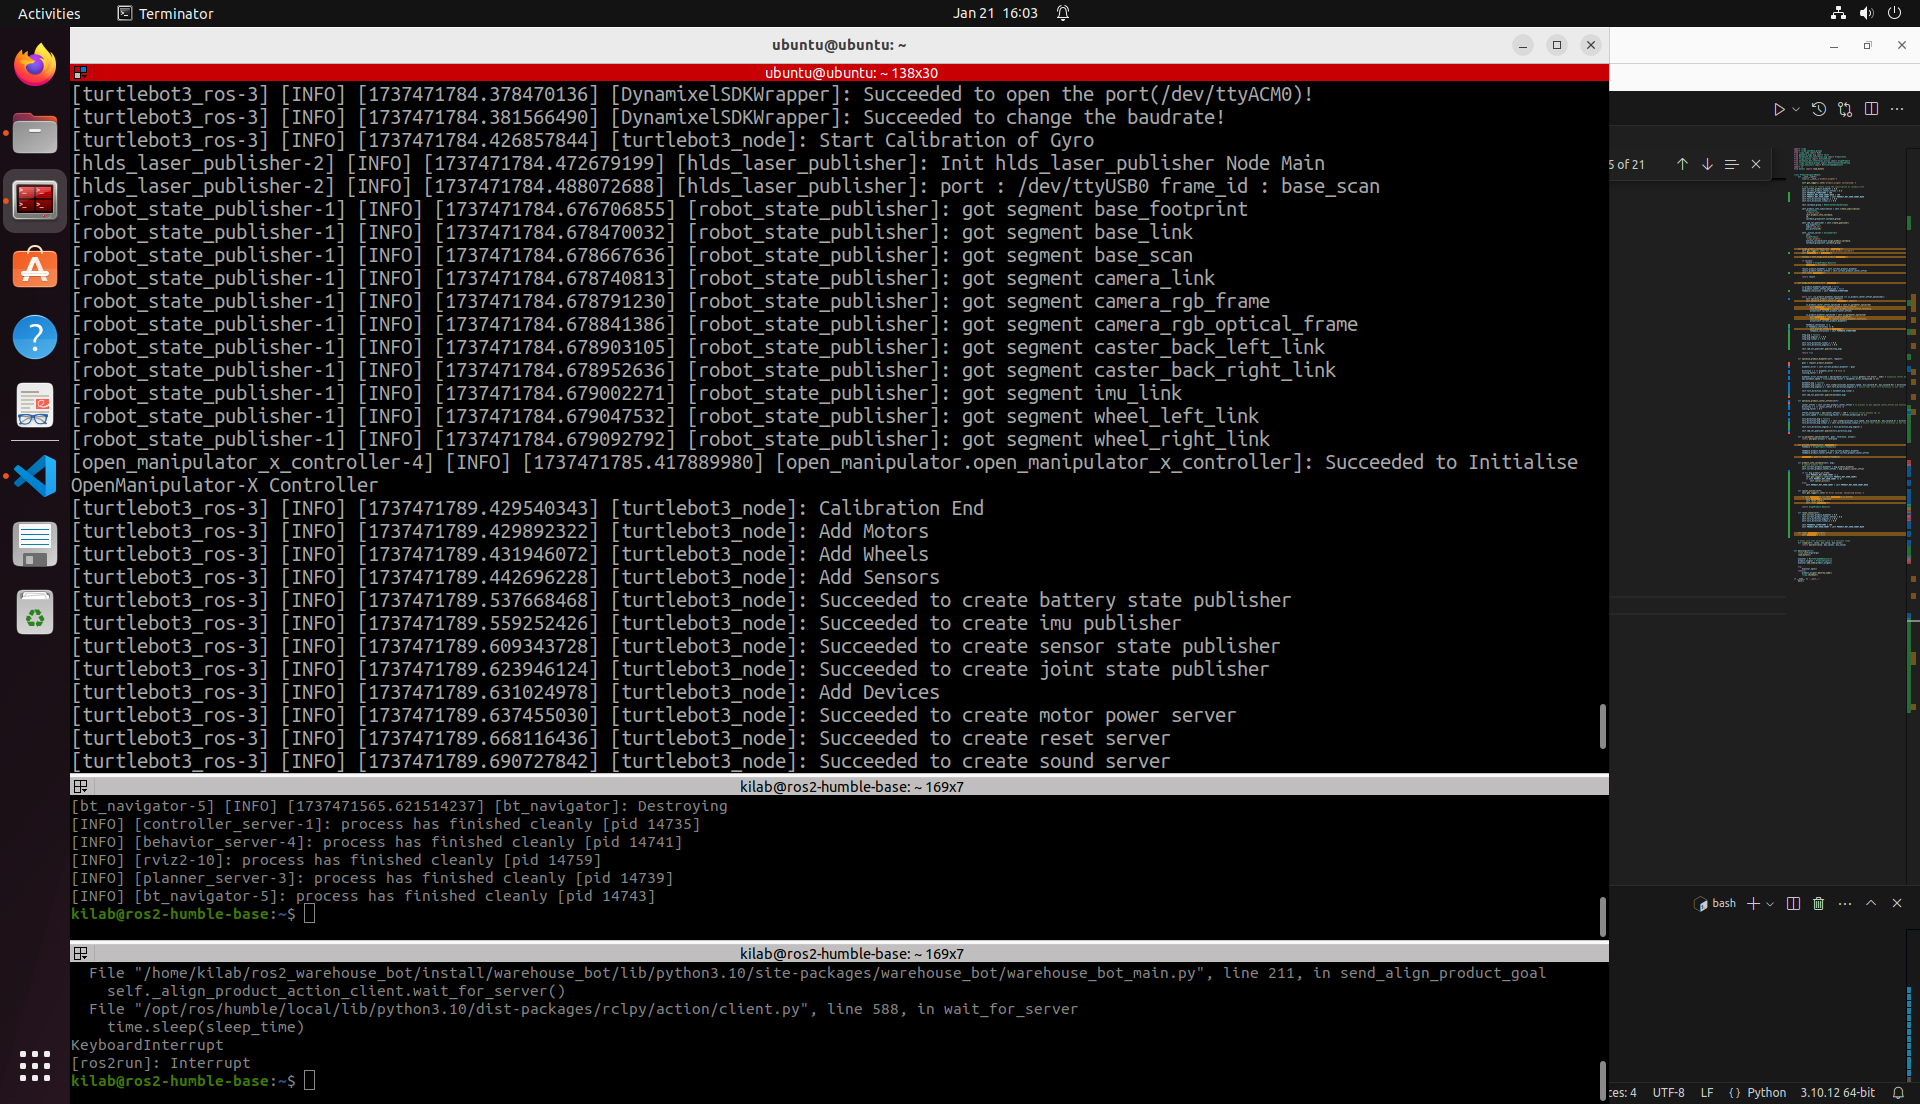 Activities
Terminator
Jan 21 16:03
ubuntu@ubuntu: ~
ubuntu@ubuntu: ~ 138x30
[turtlebot3_ros-3] [INFO] [1737471784.378470136] [DynamixelSDKWrapper]: Succeeded to open the port(/dev/ttyACM0)!
[turtlebot3_ros-3] [INFO] [1737471784.381566490] [DynamixelSDKWrapper]: Succeeded to change the baudrate!
[turtlebot3_ros-3] [INFO] [1737471784.426857844] [turtlebot3_node]: Start Calibration of Gyro
[hlds_laser_publisher-2] [INFO] [1737471784.472679199] [hlds_laser_publisher]: Init hlds_laser_publisher Node Main
[hlds_laser_publisher-2] [INFO] [1737471784.488072688] [hlds_laser_publisher]: port : /dev/ttyUSB0 frame_id : base_scan
[robot_state_publisher-1] [INFO] [1737471784.676706855] [robot_state_publisher]: got segment base_footprint
[robot_state_publisher-1] [INFO] [1737471784.678470032] [robot_state_publisher]: got segment base_link
[robot_state_publisher-1] [INFO] [1737471784.678667636] [robot_state_publisher]: got segment base_scan
[robot_state_publisher-1] [INFO] [1737471784.678740813] [robot_state_publisher]: got segment camera_link
[robot_state_publisher-1] [INFO] [1737471784.678791230] [robot_state_publisher]: got segment camera_rgb_frame
[robot_state_publisher-1] [INFO] [1737471784.678841386] [robot_state_publisher]: got segment camera_rgb_optical_frame
[robot_state_publisher-1] [INFO] [1737471784.678903105] [robot_state_publisher]: got segment caster_back_left_link
[robot_state_publisher-1] [INFO] [1737471784.678952636] [robot_state_publisher]: got segment caster_back_right_link
[robot_state_publisher-1] [INFO] [1737471784.679002271] [robot_state_publisher]: got segment imu_link
[robot_state_publisher-1] [INFO] [1737471784.679047532] [robot_state_publisher]: got segment wheel_left_link
[robot_state_publisher-1] [INFO] [1737471784.679092792] [robot_state_publisher]: got segment wheel_right_link
[open_manipulator_x_controller-4] [INFO] [1737471785.417889980] [open_manipulator.open_manipulator_x_controller]: Succeeded to Initialise
OpenManipulator-X Controller
[turtlebot3_ros-3] [INFO] [1737471789.429540343] [turtlebot3_node]: Calibration End
[turtlebot3_ros-3] [INFO] [1737471789.429892322] [turtlebot3_node]: Add Motors
[turtlebot3_ros-3] [INFO] [1737471789.431946072] [turtlebot3_node]: Add Wheels
[turtlebot3_ros-3] [INFO] [1737471789.442696228] [turtlebot3_node]: Add Sensors
[turtlebot3_ros-3] [INFO] [1737471789.537668468] [turtlebot3_node]: Succeeded to create battery state publisher
[turtlebot3_ros-3] [INFO] [1737471789.559252426] [turtlebot3_node]: Succeeded to create imu publisher
[turtlebot3_ros-3] [INFO] [1737471789.609343728] [turtlebot3_node]: Succeeded to create sensor state publisher
[turtlebot3_ros-3] [INFO] [1737471789.623946124] [turtlebot3_node]: Succeeded to create joint state publisher
[turtlebot3_ros-3] [INFO] [1737471789.631024978] [turtlebot3_node]: Add Devices
[turtlebot3_ros-3] [INFO] [1737471789.637455030] [turtlebot3_node]: Succeeded to create motor power server
[turtlebot3_ros-3] [INFO] [1737471789.668116436] [turtlebot3_node]: Succeeded to create reset server
[turtlebot3_ros-3] [INFO] [1737471789.690727842] [turtlebot3_node]: Succeeded to create sound server
kilab@ros2-humble-base: ~ 169x7
[bt_navigator-5] [INFO] [1737471565.621514237] [bt_navigator]: Destroying
[INFO] [controller_server-1]: process has finished cleanly [pid 14735]
[INFO] [behavior_server-4]: process has finished cleanly [pid 14741]
[INFO] [rviz2-10]: process has finished cleanly [pid 14759]
[INFO] [planner_server-3]: process has finished cleanly [pid 14739]
[INFO] [bt_navigator-5]: process has finished cleanly [pid 14743]
kilab@ros2-humble-base:~$
kilab@ros2-humble-base: ~ 169x7
File "/home/kilab/ros2_warehouse_bot/install/warehouse_bot/lib/python3.10/site-packages/warehouse_bot/warehouse_bot_main.py", line 211, in send_align_product_goal
self._align_product_action_client.wait_for_server()
File "/opt/ros/humble/local/lib/python3.10/dist-packages/rclpy/action/client.py", line 588, in wait_for_server
time.sleep(sleep_time)
KeyboardInterrupt
[ros2run]: Interrupt
kilab@ros2-humble-base:~$
5 of 21
bash
ces: 4 UTF-8 LF {} Python 3.10.12 64-bit